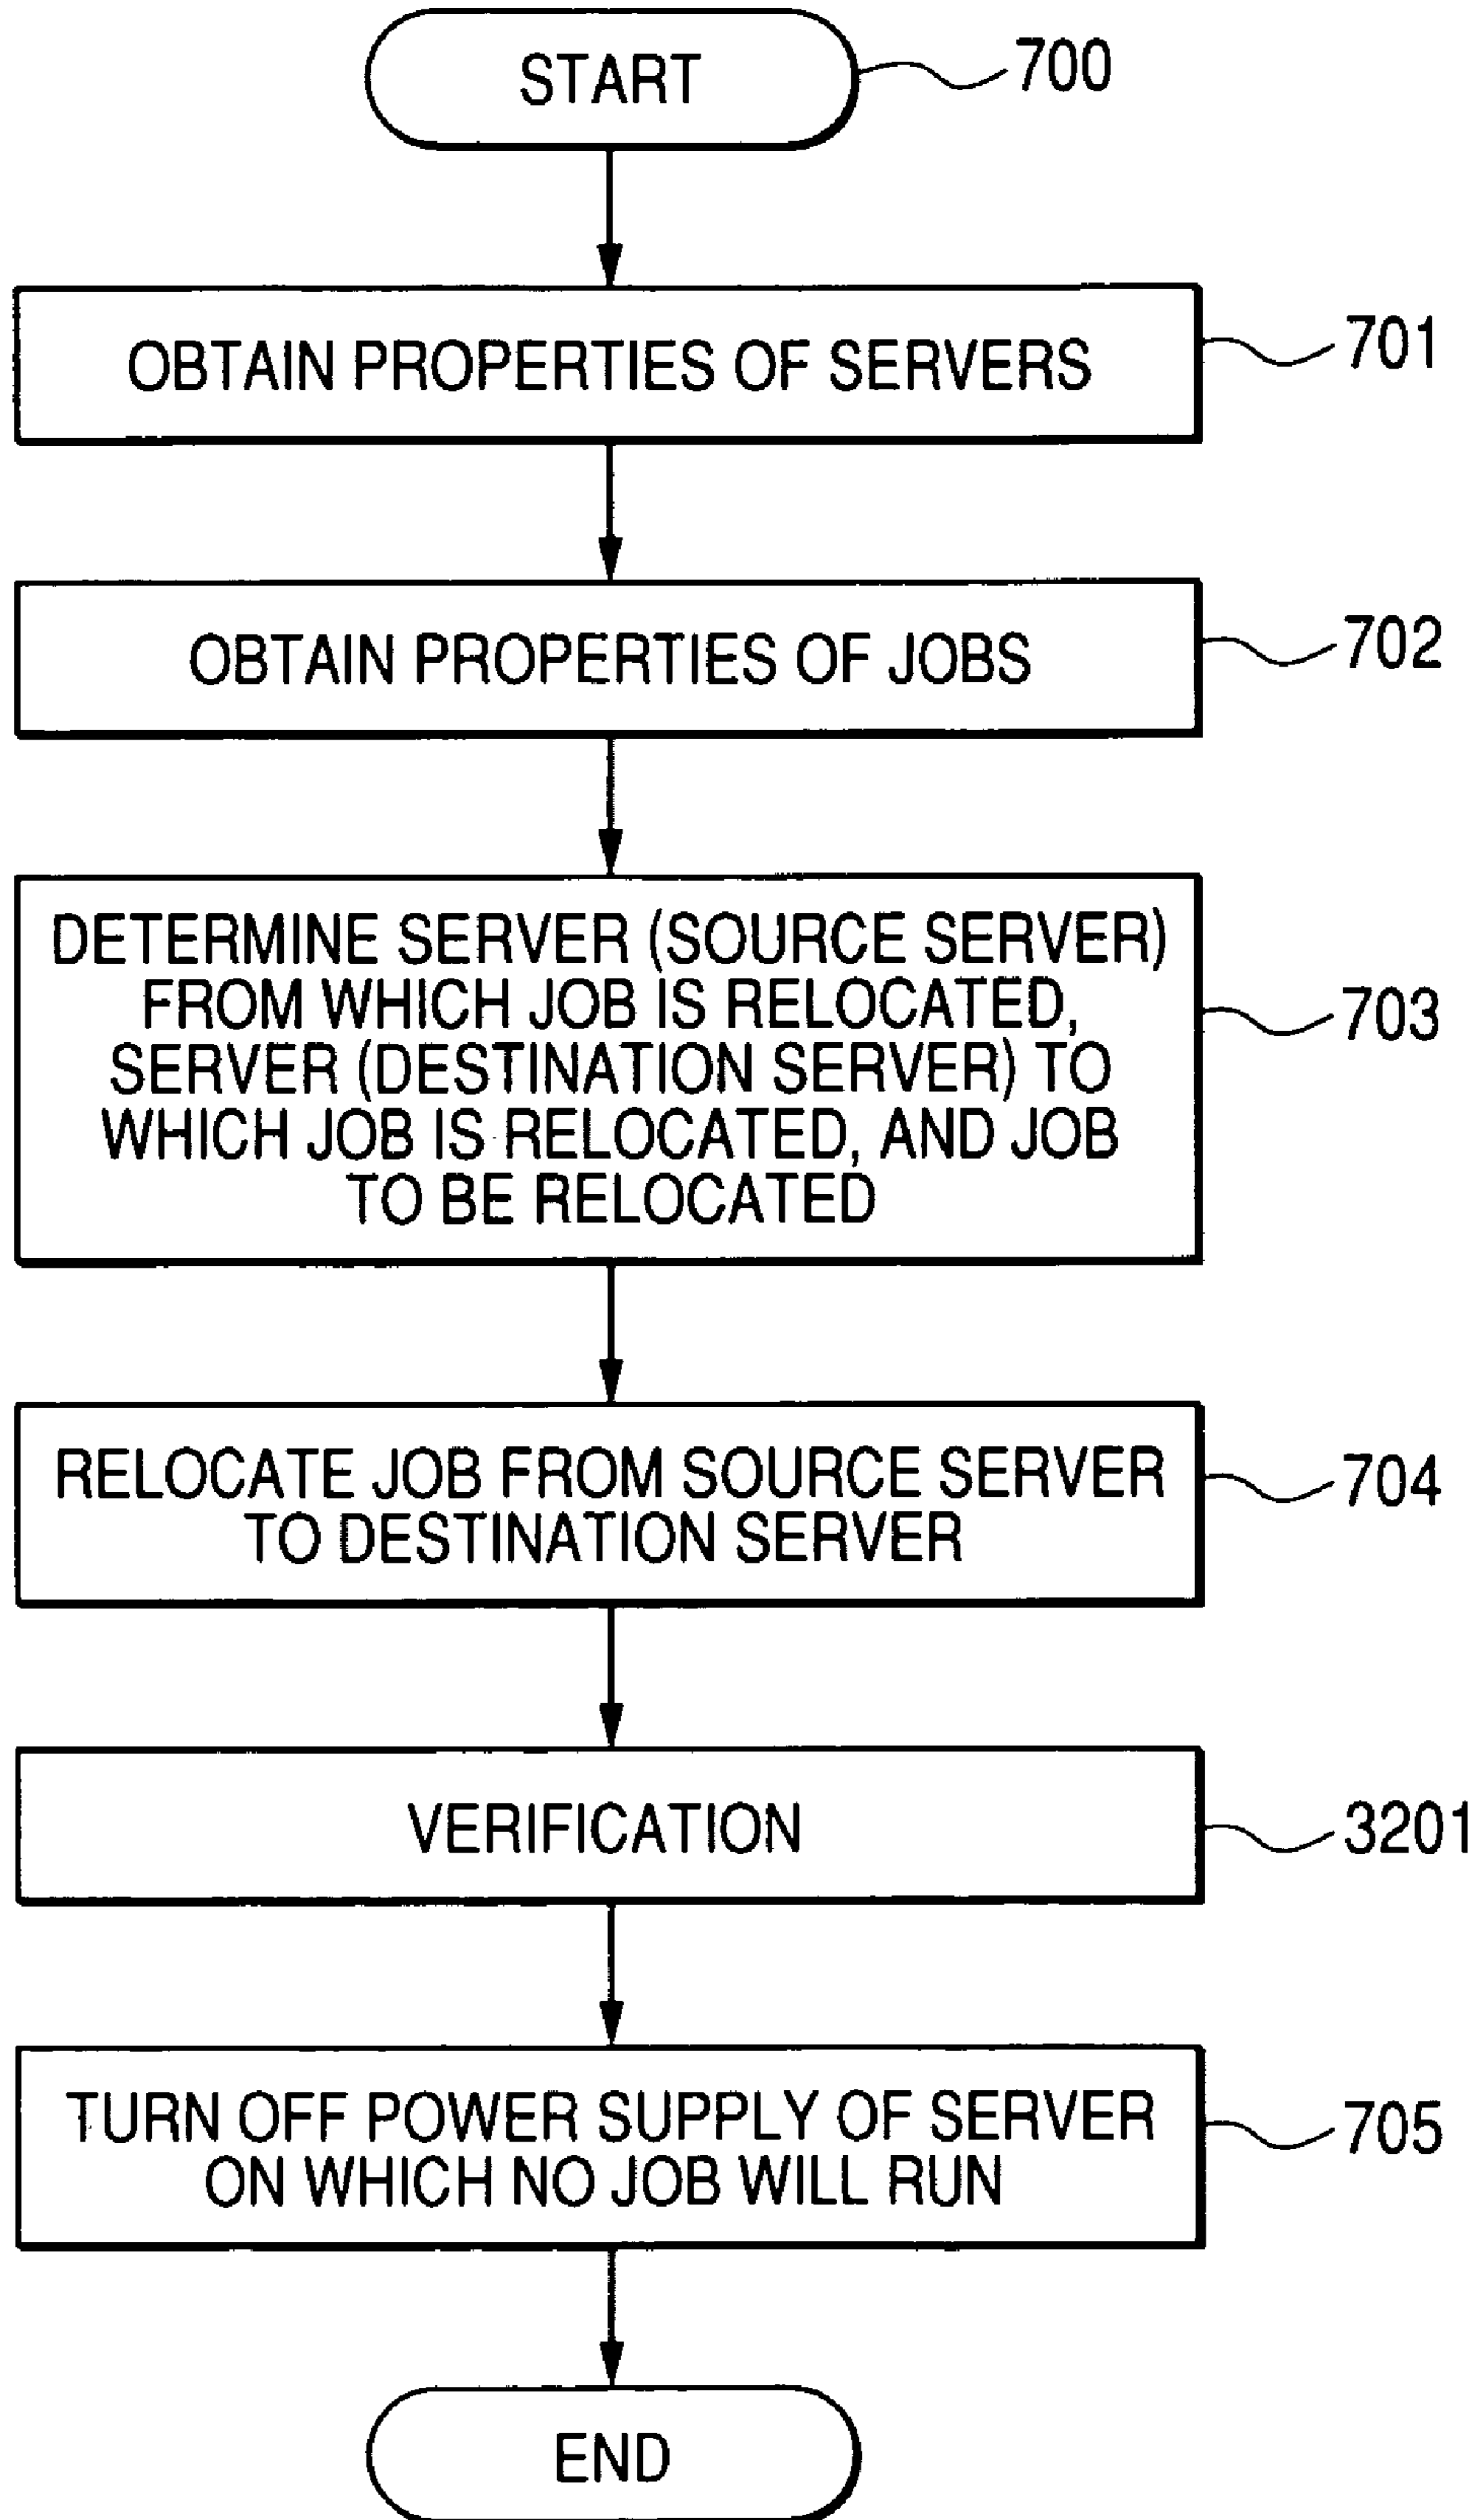 START
700
OBTAIN PROPERTIES OF SERVERS
701
OBTAIN PROPERTIES OF JOBS
702
DETERMINE SERVER (SOURCE SERVER)
FROM WHICH JOB IS RELOCATED,
SERVER (DESTINATION SERVER) TO
WHICH JOB IS RELOCATED, AND JOB
TO BE RELOCATED
703
RELOCATE JOB FROM SOURCE SERVER
TO DESTINATION SERVER
704
VERIFICATION
3201
TURN OFF POWER SUPPLY OF SERVER
ON WHICH NO JOB WILL RUN
705
END